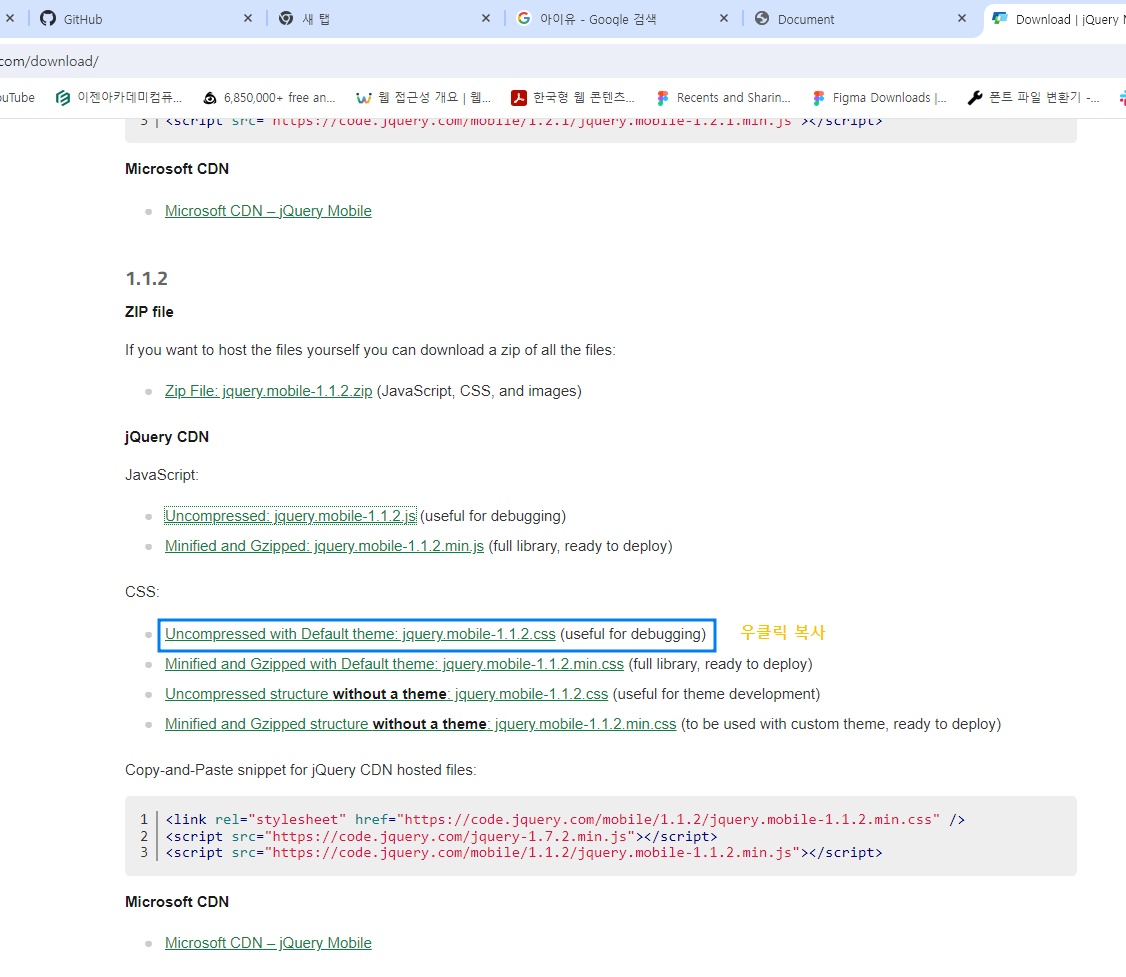 GitHub
새 탭
아이유 - Google 검색
Document
Download | jQuery
com/download/
ouTube
이젠아카데미컴퓨...
6,850,000+ free an...
웹 접근성 개요 | 웹...
한국형 웹 콘텐츠...
Recents and Sharin...
Figma Downloads |...
폰트 파일 변환기 -...
3 <script src="https://code.jquery.com/mobile/1.2.1/jquery.mobile-1.2.1.min.js"></script>
Microsoft CDN
Microsoft CDN – jQuery Mobile
1.1.2
ZIP file
If you want to host the files yourself you can download a zip of all the files:
Zip File: jquery.mobile-1.1.2.zip (JavaScript, CSS, and images)
jQuery CDN
JavaScript:
Uncompressed: jquery.mobile-1.1.2.js (useful for debugging)
Minified and Gzipped: jquery.mobile-1.1.2.min.js (full library, ready to deploy)
CSS:
Uncompressed with Default theme: jquery.mobile-1.1.2.css (useful for debugging) 우클릭 복사
Minified and Gzipped with Default theme: jquery.mobile-1.1.2.min.css (full library, ready to deploy)
Uncompressed structure without a theme: jquery.mobile-1.1.2.css (useful for theme development)
Minified and Gzipped structure without a theme: jquery.mobile-1.1.2.min.css (to be used with custom theme, ready to deploy)
Copy-and-Paste snippet for jQuery CDN hosted files:
1 <link rel="stylesheet" href="https://code.jquery.com/mobile/1.1.2/jquery.mobile-1.1.2.min.css" />
2 <script src="https://code.jquery.com/jquery-1.7.2.min.js"></script>
3 <script src="https://code.jquery.com/mobile/1.1.2/jquery.mobile-1.1.2.min.js"></script>
Microsoft CDN
Microsoft CDN – jQuery Mobile